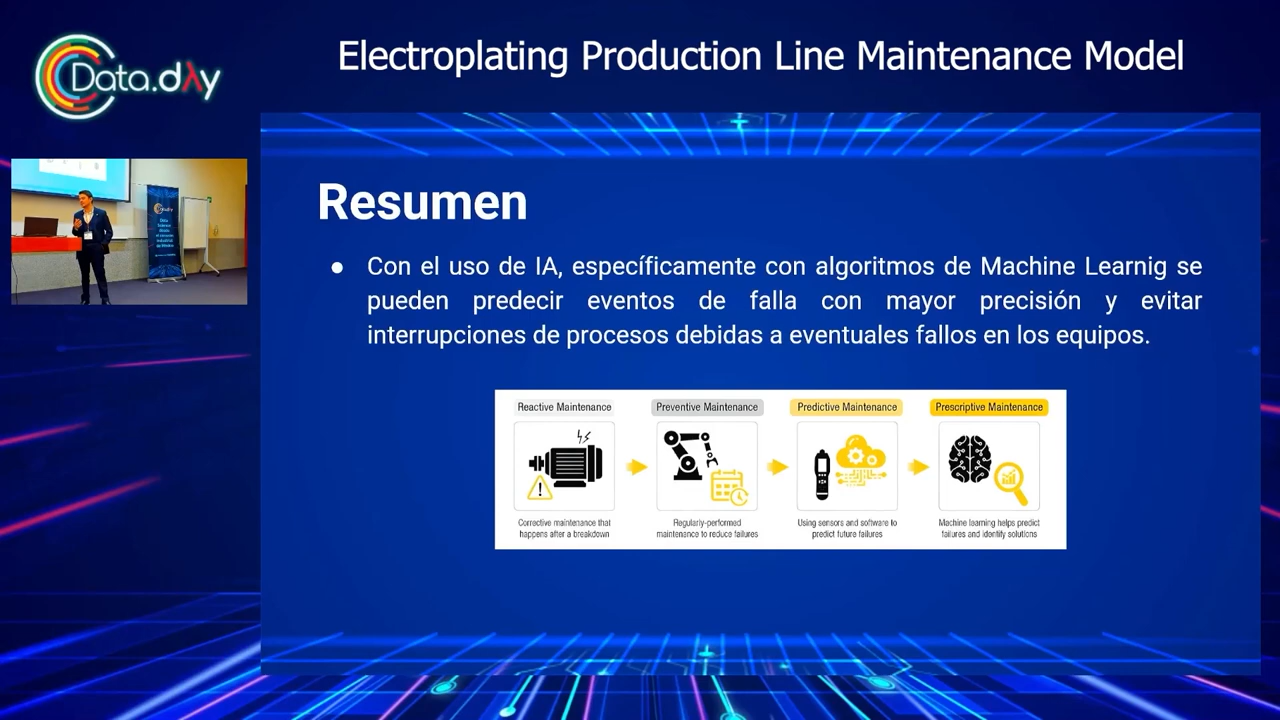 Data.dAy
Electroplating Production Line Maintenance Model
Resumen
● Con el uso de IA, específicamente con algoritmos de Machine Learnig se
pueden predecir eventos de falla con mayor precisión y evitar
interrupciones de procesos debidas a eventuales fallos en los equipos.
Reactive Maintenance
Preventive Maintenance
Predictive Maintenance
Prescriptive Maintenance
Corrective maintenance that
happens after a breakdown
Regularly-performed
maintenance to reduce failures
Using sensors and software to
predict future failures
Machine learning helps predict
failures and identify solutions